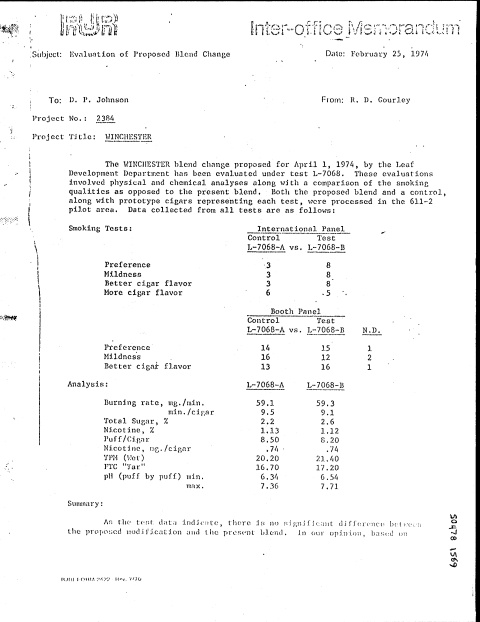 Inter-office Memorandum
Subject: Evaluation of Proposed Blend Change Date: February 25, 1974
To: D. P. Johnson From: R. D. Gourley
Project No.: 2384
Project Title: WINCHESTER
The WINCHESTER blend change proposed for April 1, 1974, by the Leaf
Development Department has been evaluated under test L-7068. These evaluations
involved physical and chemical analyses along with a comparison of the smoking
qualities as opposed to the present blend. Both the proposed blend and a control,
along with prototype cigars representing each test, were processed in the 611-2
pilot area. Data collected from all tests are as follows:
Smoking Tests: International Panel
Control Test
L-7068-A vs. L-7068-B
Preference 3 8
Mildness 3 8
Better cigar flavor 3 8
More cigar flavor 6 5
Booth Panel
Control Test
L-7068-A vs. L-7068-B N.D.
Preference 14 15 1
Mildness 16 12 2
Better cigar flavor 13 16 1
Analysis: L-7068-A L-7068-B
Burning rate, mg./min. 59.1 59.3
min./cigar 9.5 9.1
Total Sugar, % 2.2 2.6
Nicotine, % 1.13 1.12
Puff/Cigar 8.50 8.20
Nicotine, mg./cigar .74 .74
TPM (Wet) 20.20 21.40
FTC "Tar" 16.70 17.20
pH (puff by puff) min. 6.34 6.54
max. 7.36 7.71
Summary:
As the test data indicate, there is no significant difference between
the proposed modification and the present blend. In our opinion, based on
50478 1569